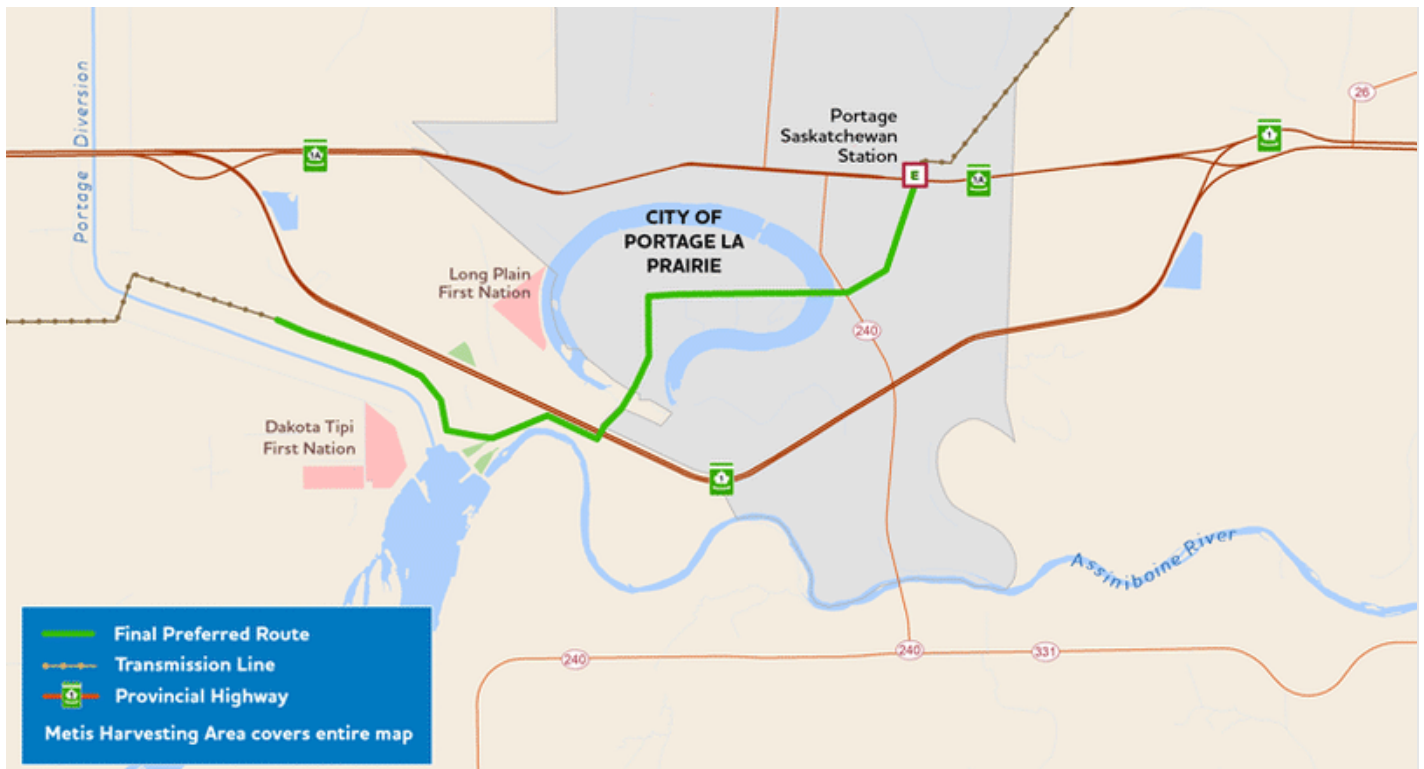 Portage Diversion
1A
Portage
Saskatchewan
Station
E
1A
1
26
CITY OF
PORTAGE LA
PRAIRIE
Long Plain
First Nation
240
Dakota Tipi
First Nation
1
Assiniboine River
240
240
331
Final Preferred Route
Transmission Line
1
Provincial Highway
Metis Harvesting Area covers entire map